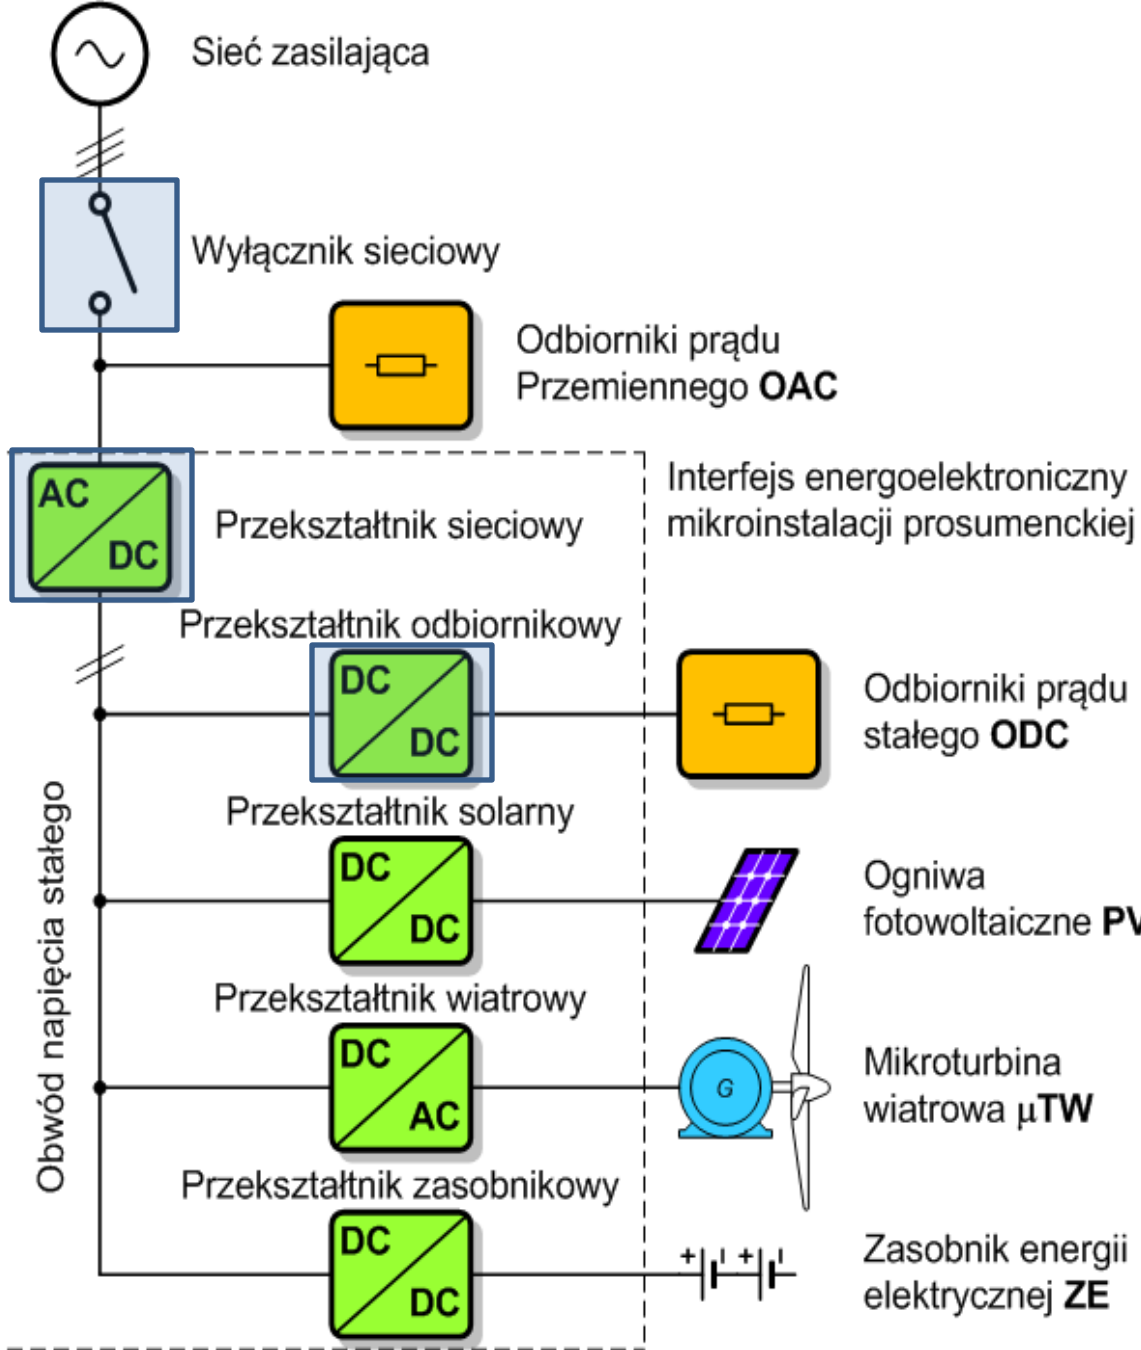 Sieć zasilająca
Wyłącznik sieciowy
Odbiorniki prądu
Przemiennego OAC
AC
DC
Przekształtnik sieciowy
Interfejs energoelektroniczny
mikroinstalacji prosumenckiej
Przekształtnik odbiornikowy
DC
DC
Odbiorniki prądu
stałego ODC
Obwód napięcia stałego
Przekształtnik solarny
DC
DC
Ogniwa
fotowoltaiczne PV
Przekształtnik wiatrowy
DC
AC
G
Mikroturbina
wiatrowa μTW
Przekształtnik zasobnikowy
DC
DC
+ +
Zasobnik energii
elektrycznej ZE